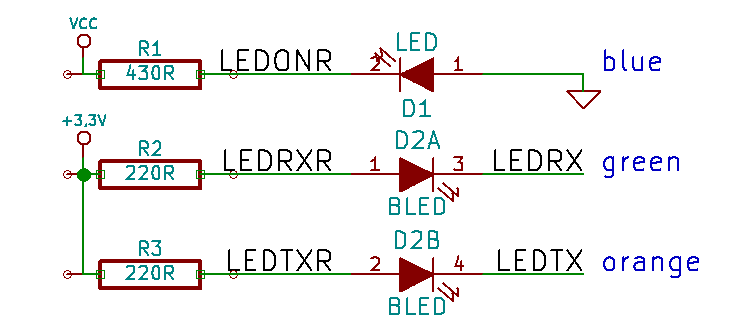 VCC
R1
430R
LEDONR
2
LED
1
D1
blue
+3,3V
R2
220R
LEDRXR
1
D2A
3
BLED
LEDRX
green
R3
220R
LEDTXR
2
D2B
4
BLED
LEDTX
orange